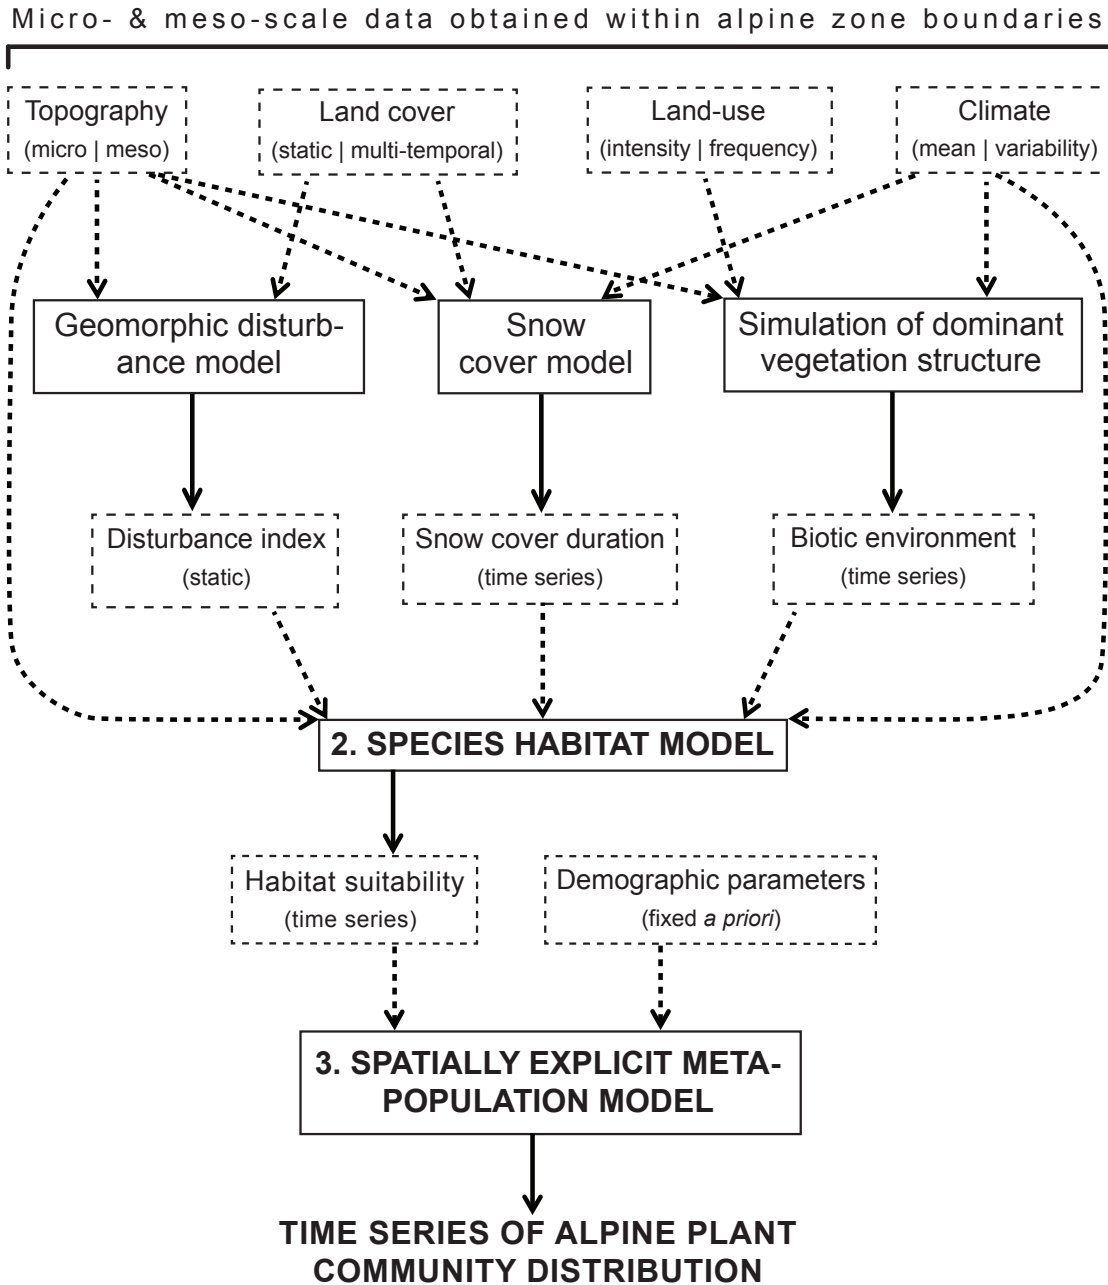 Micro- & meso-scale data obtained within alpine zone boundaries
Topography
(micro | meso)
Land cover
(static | multi-temporal)
Land-use
(intensity | frequency)
Climate
(mean | variability)
Geomorphic disturb-
ance model
Snow
cover model
Simulation of dominant
vegetation structure
Disturbance index
(static)
Snow cover duration
(time series)
Biotic environment
(time series)
2. SPECIES HABITAT MODEL
Habitat suitability
(time series)
Demographic parameters
(fixed a priori)
3. SPATIALLY EXPLICIT META-
POPULATION MODEL
TIME SERIES OF ALPINE PLANT
COMMUNITY DISTRIBUTION